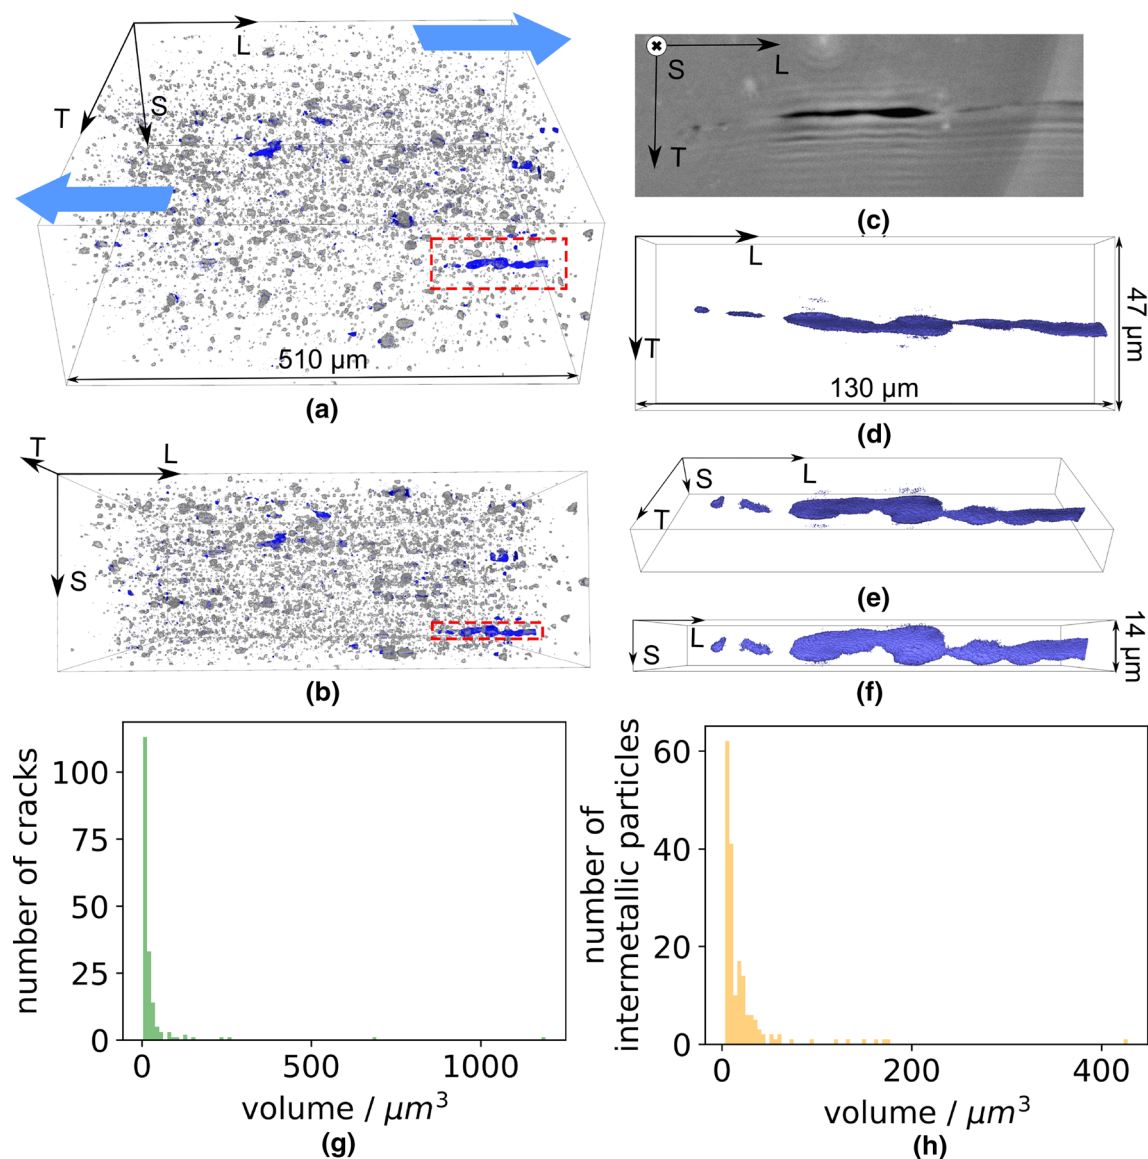 L
T
S
510 µm
(a)
S
L
T
(c)
L
T
47 µm
130 µm
(d)
T
L
S
(b)
L
S
T
(e)
L
S
14 µm
(f)
number of cracks
100
75
50
25
0
0 500 1000
volume / µm³
(g)
number of
intermetallic particles
60
40
20
0
0 200 400
volume / µm³
(h)